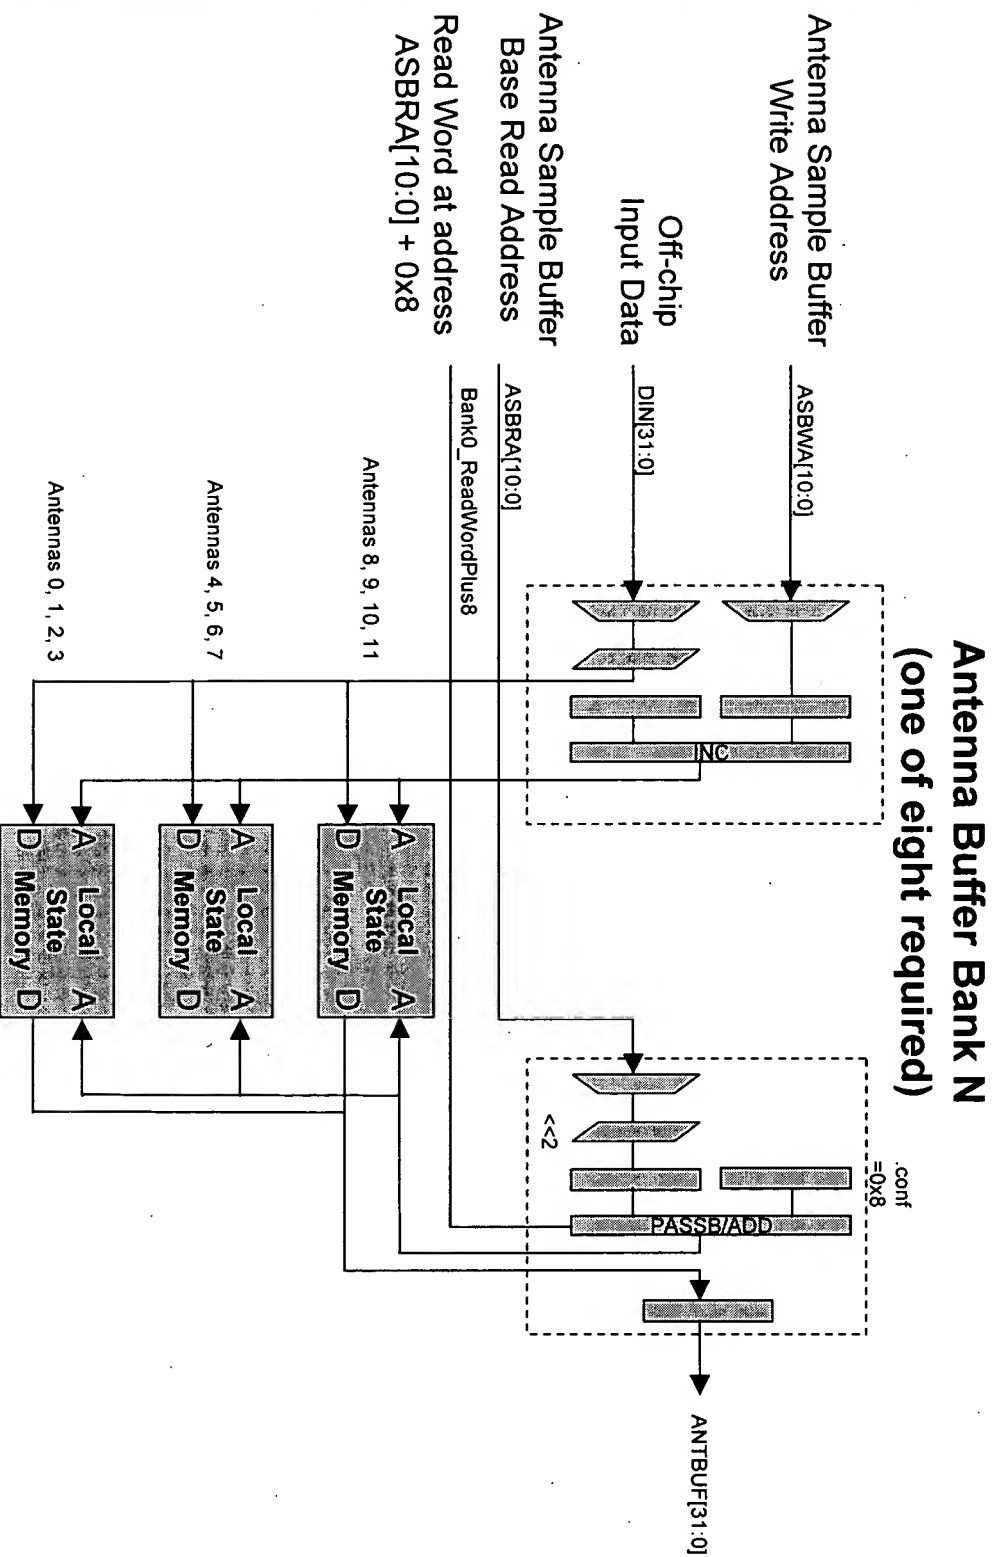 Antenna Buffer Bank N
(one of eight required)
Antenna Sample Buffer
Write Address
ASBWA[10:0]
Off-chip
Input Data
DIN[31:0]
Antenna Sample Buffer
Base Read Address
ASBRA[10:0]
Read Word at address
ASBRA[10:0] + 0x8
Bank0_ReadWordPlus8
INC
.conf
=0x8
<<2
PASSB/ADD
ANTBUF[31:0]
Antennas 8, 9, 10, 11
A Local A
State
D Memory D
Antennas 4, 5, 6, 7
A Local A
State
D Memory D
Antennas 0, 1, 2, 3
A Local A
State
D Memory D